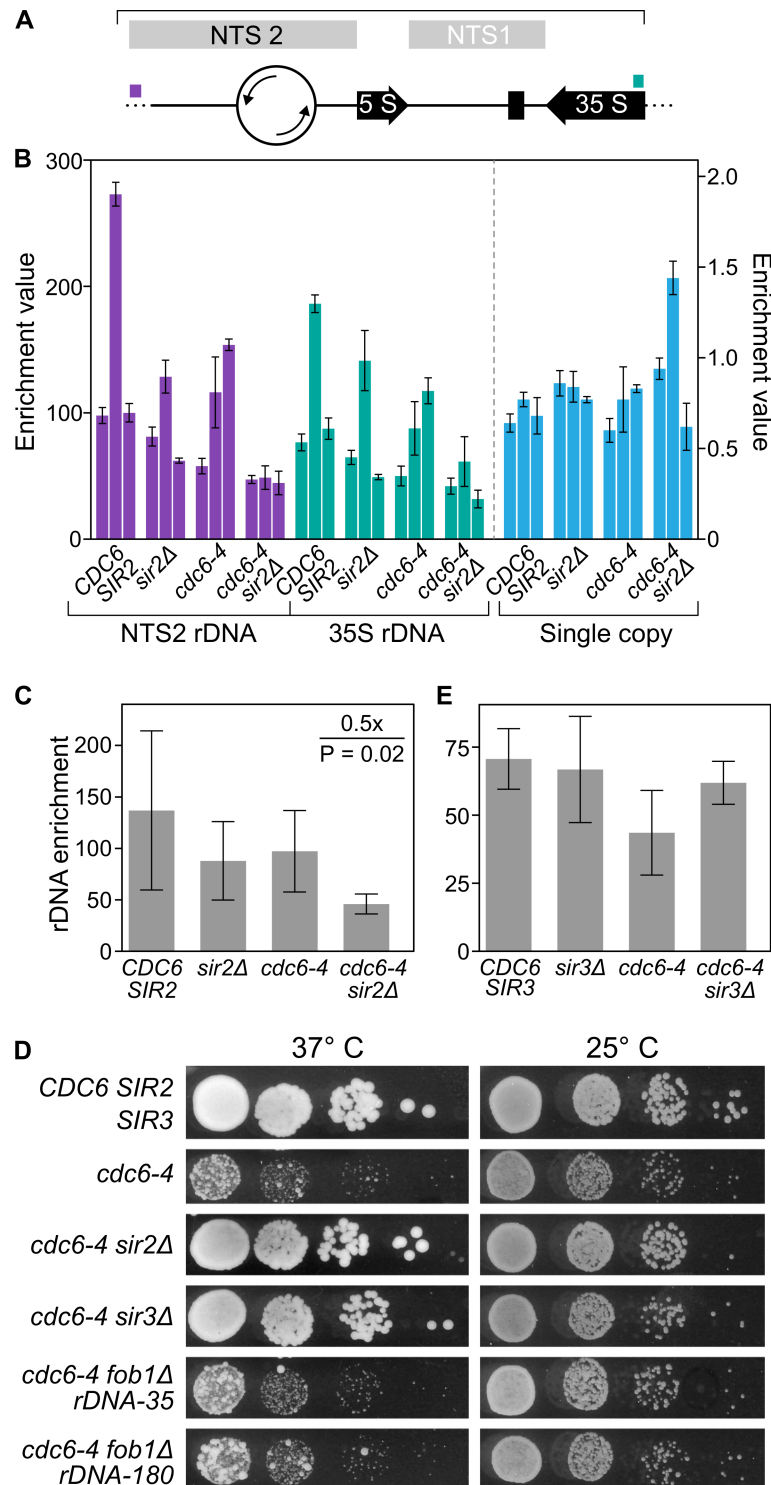 A
NTS 2
NTS1
5 S
35 S
B
Enrichment value
300
200
100
0
Enrichment value
2.0
1.5
1.0
0.5
0
CDC6 SIR2
sir2Δ
cdc6-4
cdc6-4 sir2Δ
CDC6 SIR2
sir2Δ
cdc6-4
cdc6-4 sir2Δ
CDC6 SIR2
sir2Δ
cdc6-4
cdc6-4 sir2Δ
NTS2 rDNA
35S rDNA
Single copy
C
rDNA enrichment
200
150
100
50
0
0.5x
P = 0.02
CDC6 SIR2
sir2Δ
cdc6-4
cdc6-4 sir2Δ
E
75
50
25
0
CDC6 SIR3
sir3Δ
cdc6-4
cdc6-4 sir3Δ
D
37° C
25° C
CDC6 SIR2
SIR3
cdc6-4
cdc6-4 sir2Δ
cdc6-4 sir3Δ
cdc6-4 fob1Δ
rDNA-35
cdc6-4 fob1Δ
rDNA-180